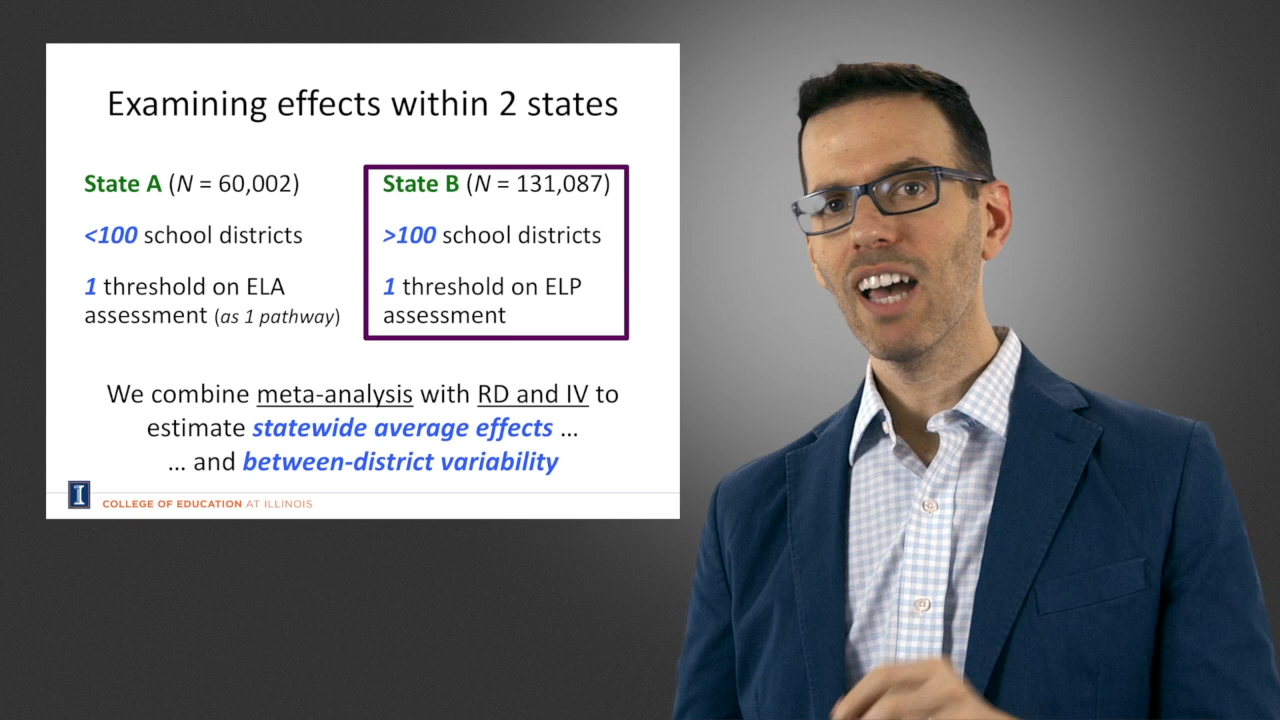 Examining effects within 2 states
State A (N = 60,002)
<100 school districts
1 threshold on ELA
assessment (as 1 pathway)
State B (N = 131,087)
>100 school districts
1 threshold on ELP
assessment
We combine meta-analysis with RD and IV to
estimate statewide average effects ...
... and between-district variability
I
COLLEGE OF EDUCATION AT ILLINOIS